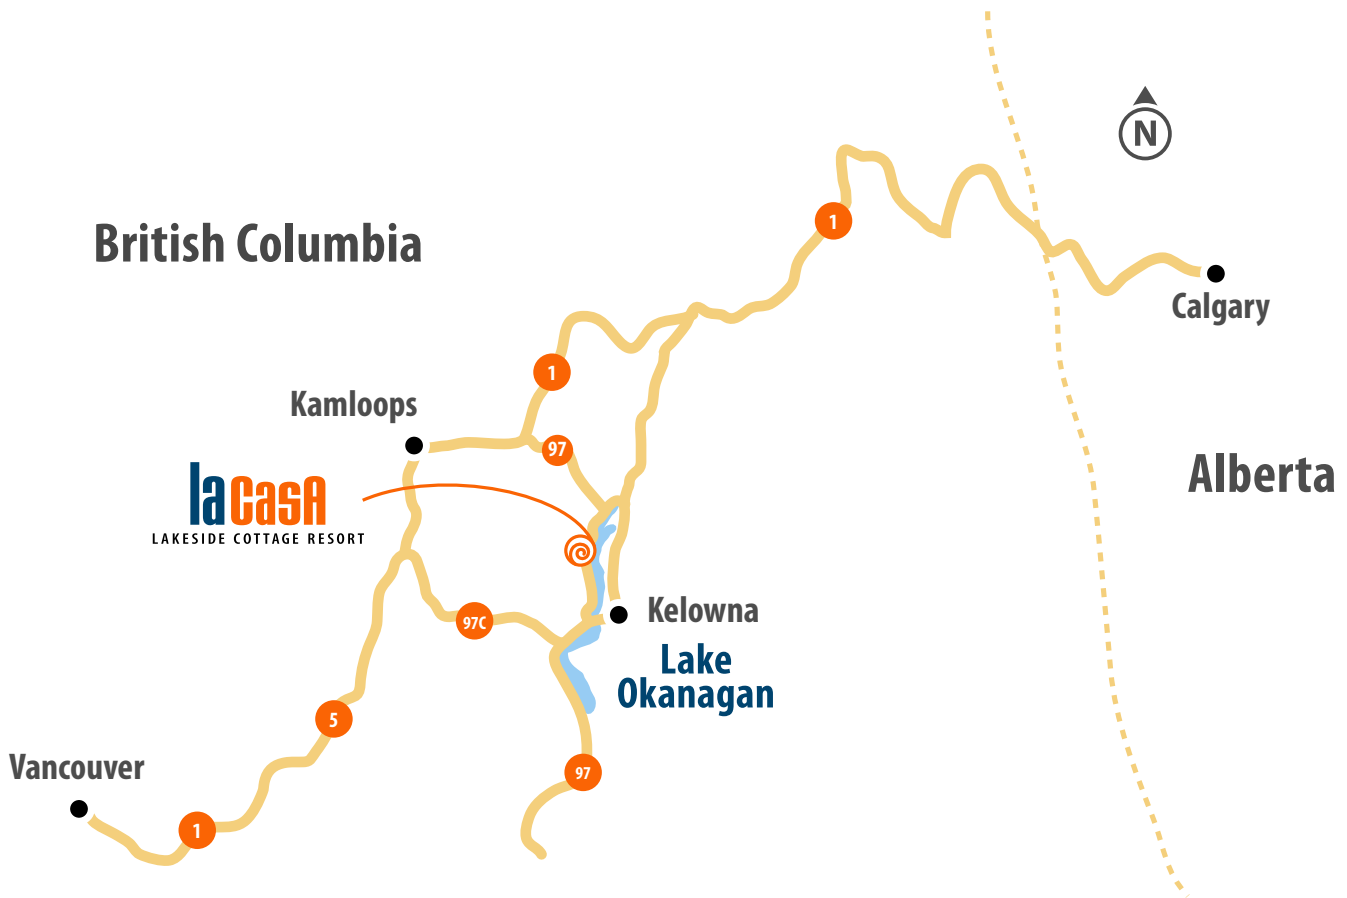 N
1
British Columbia
Calgary
1
Kamloops
97
Alberta
lacasa
LAKESIDE COTTAGE RESORT
Kelowna
97C
Lake
Okanagan
5
Vancouver
97
1